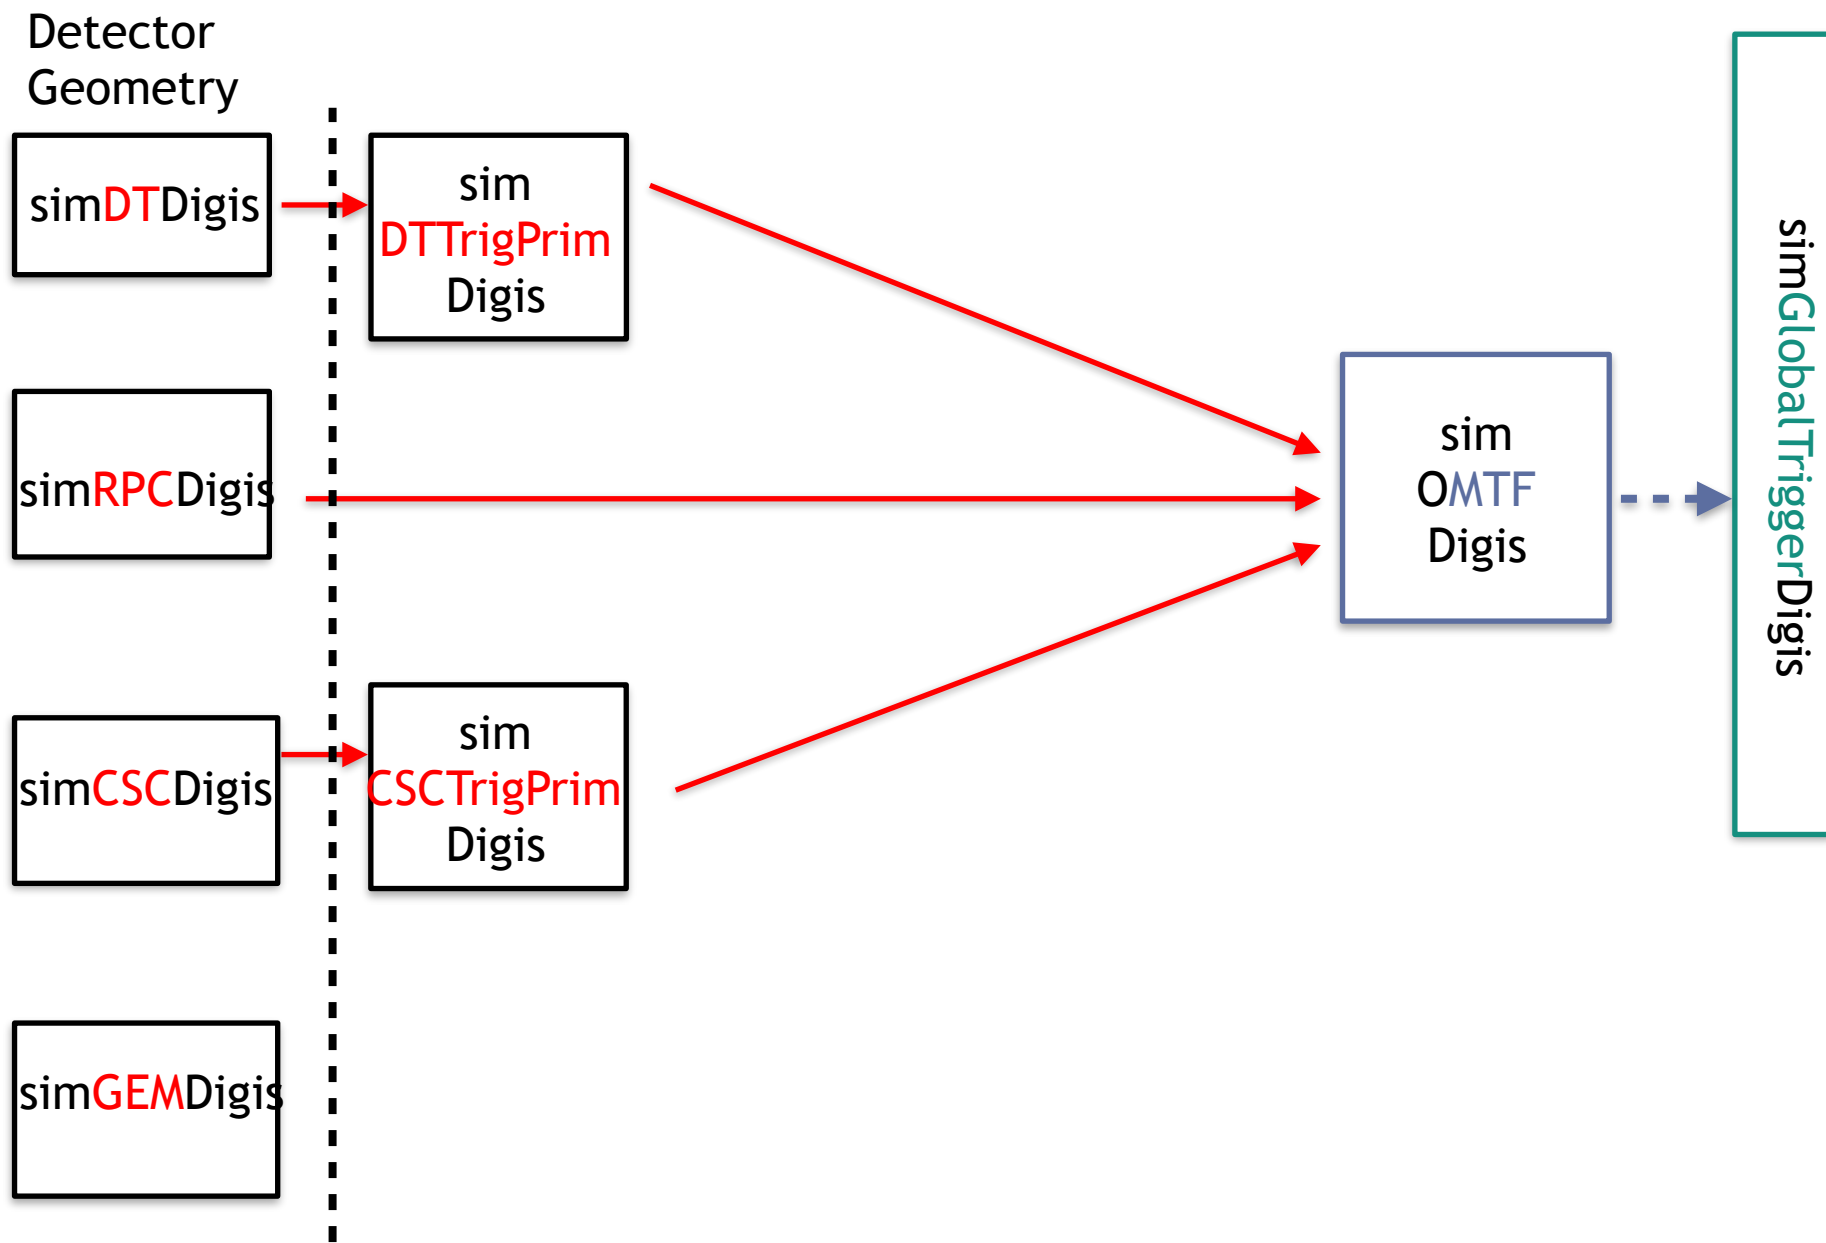 Detector
Geometry
simDTDigis
sim
DTTrigPrim
Digis
simRPCDigis
sim
OMTF
Digis
simGlobalTriggerDigis
simCSCDigis
sim
CSCTrigPrim
Digis
simGEMDigis